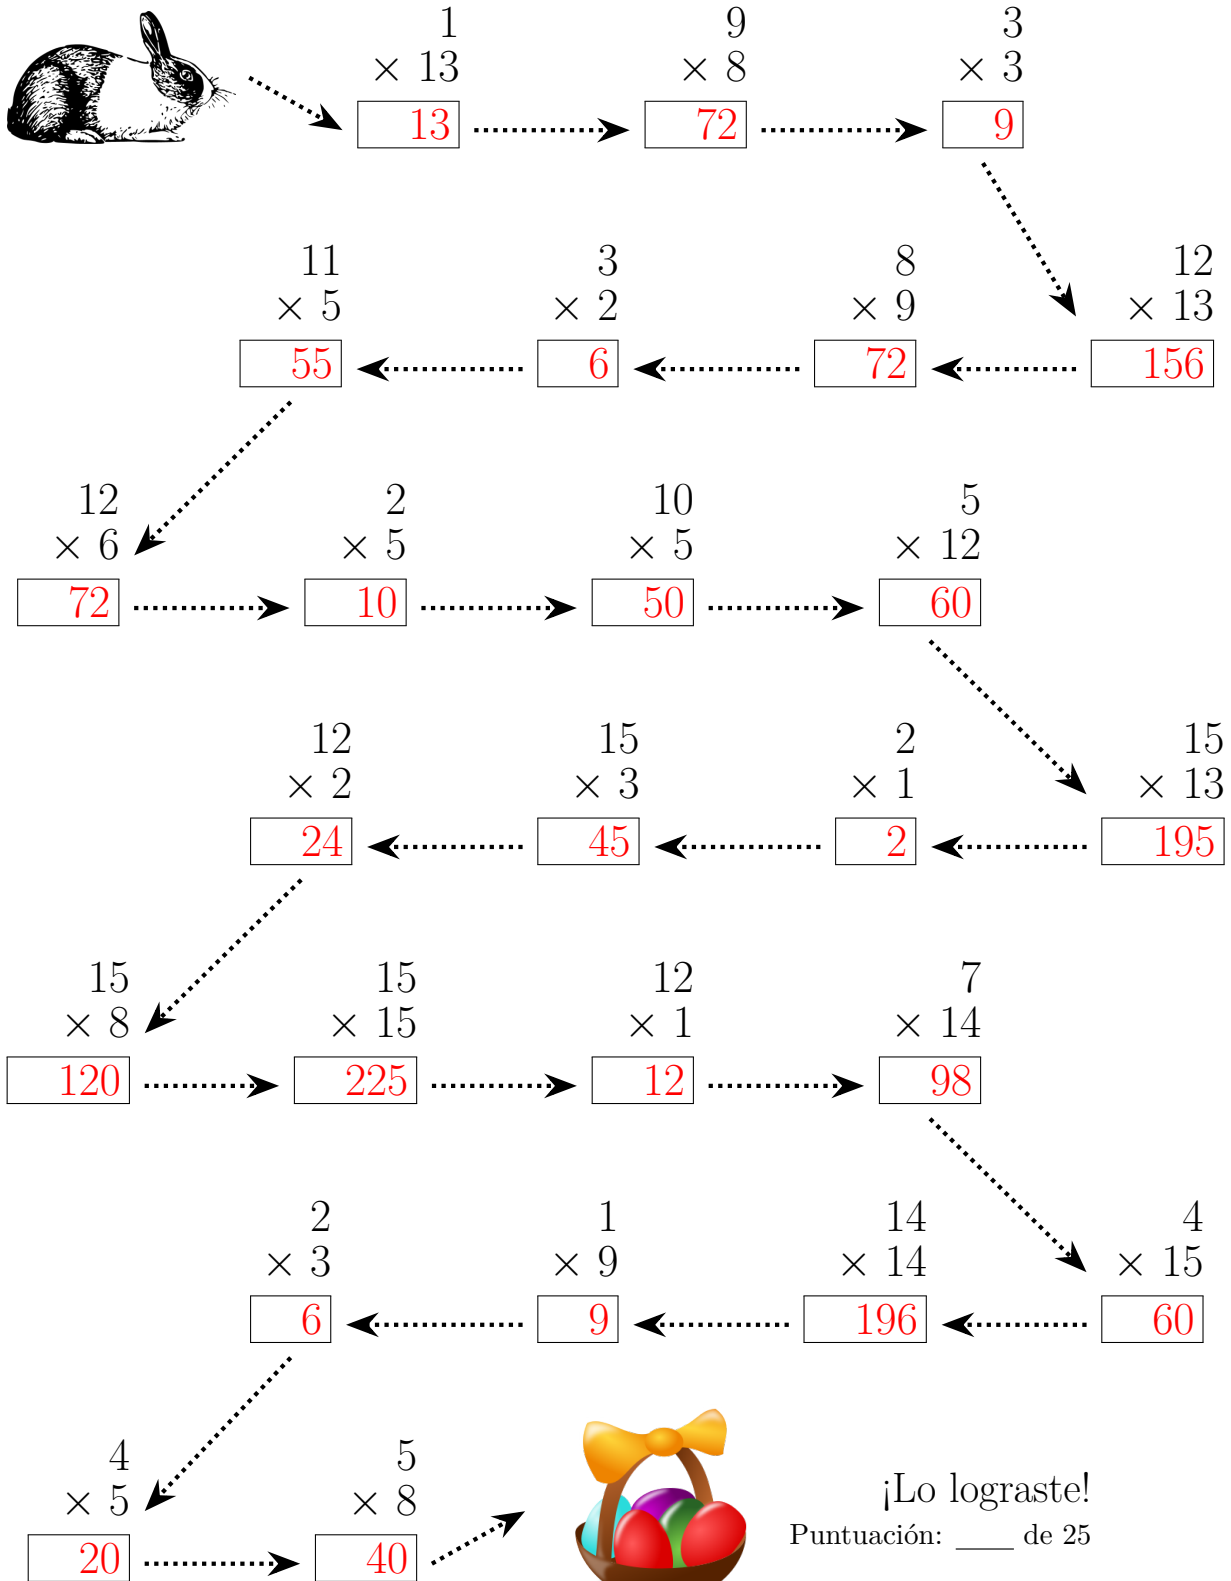 1 9 3
× 13 × 8 × 3
13 72 9
11 3 8 12
× 5 × 2 × 9 × 13
55 6 72 156
12 2 10 5
× 6 × 5 × 5 × 12
72 10 50 60
12 15 2 15
× 2 × 3 × 1 × 13
24 45 2 195
15 15 12 7
× 8 × 15 × 1 × 14
120 225 12 98
2 1 14 4
× 3 × 9 × 14 × 15
6 9 196 60
4 5
× 5 × 8
20 40
¡Lo lograste!
Puntuación: ____ de 25